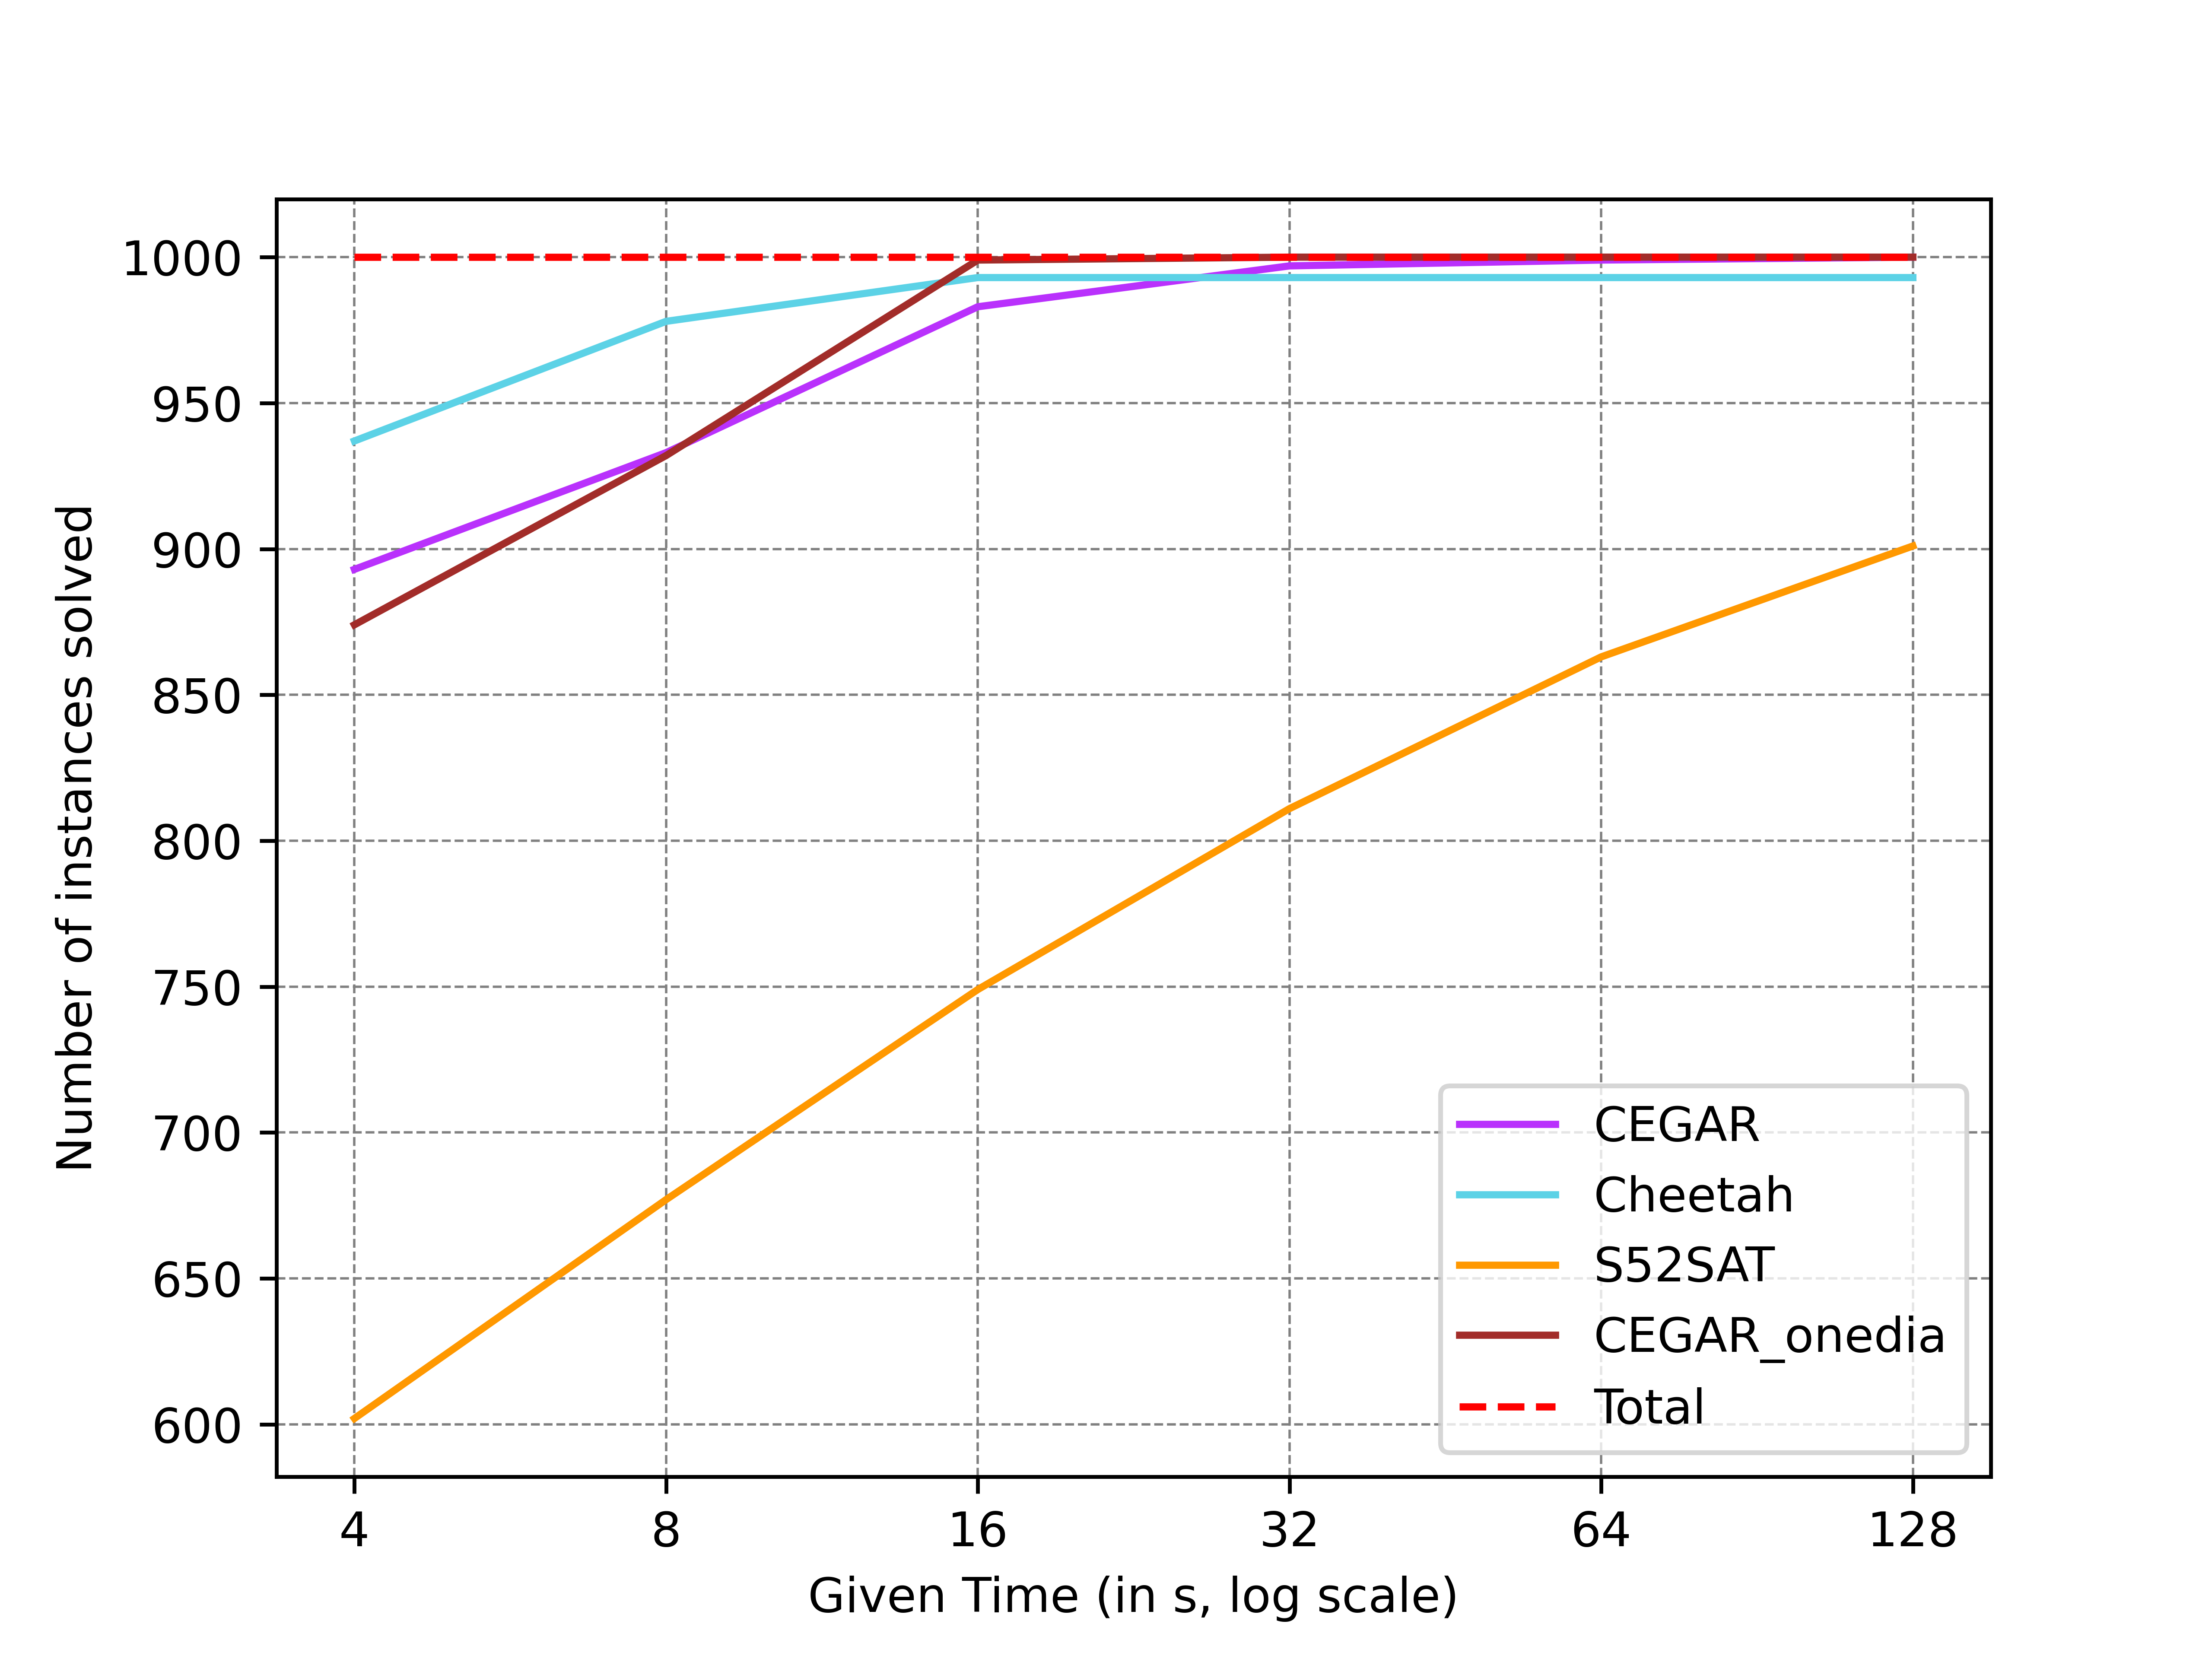 1000
950
900
850
800
750
700
650
600
Number of instances solved
CEGAR
Cheetah
S52SAT
CEGAR_onedia
Total
4 8 16 32 64 128
Given Time (in s, log scale)